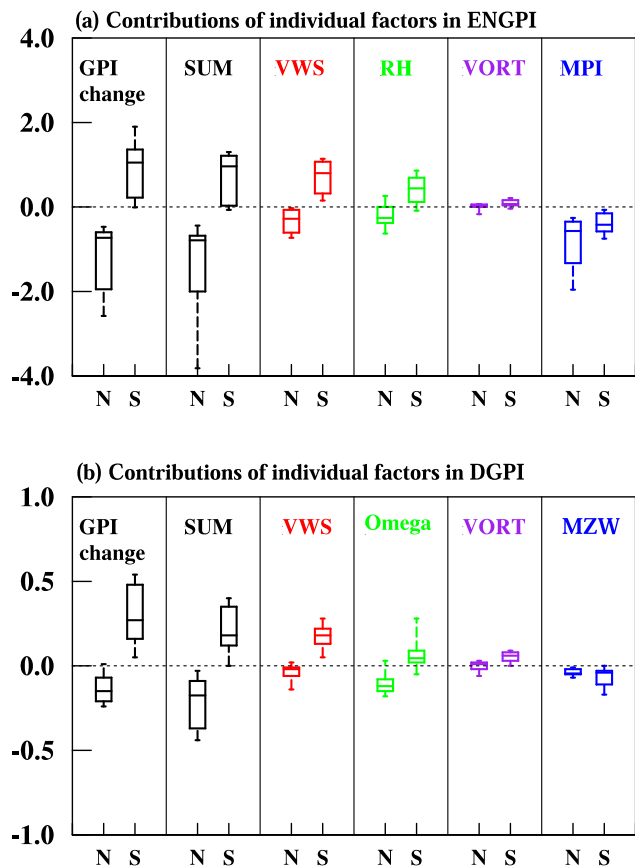 (a) Contributions of individual factors in ENGPI
4.0
GPI change
SUM
VWS
RH
VORT
MPI
2.0
0.0
-2.0
-4.0
N S N S N S N S N S N S
(b) Contributions of individual factors in DGPI
1.0
GPI change
SUM
VWS
Omega
VORT
MZW
0.5
0.0
-0.5
-1.0
N S N S N S N S N S N S